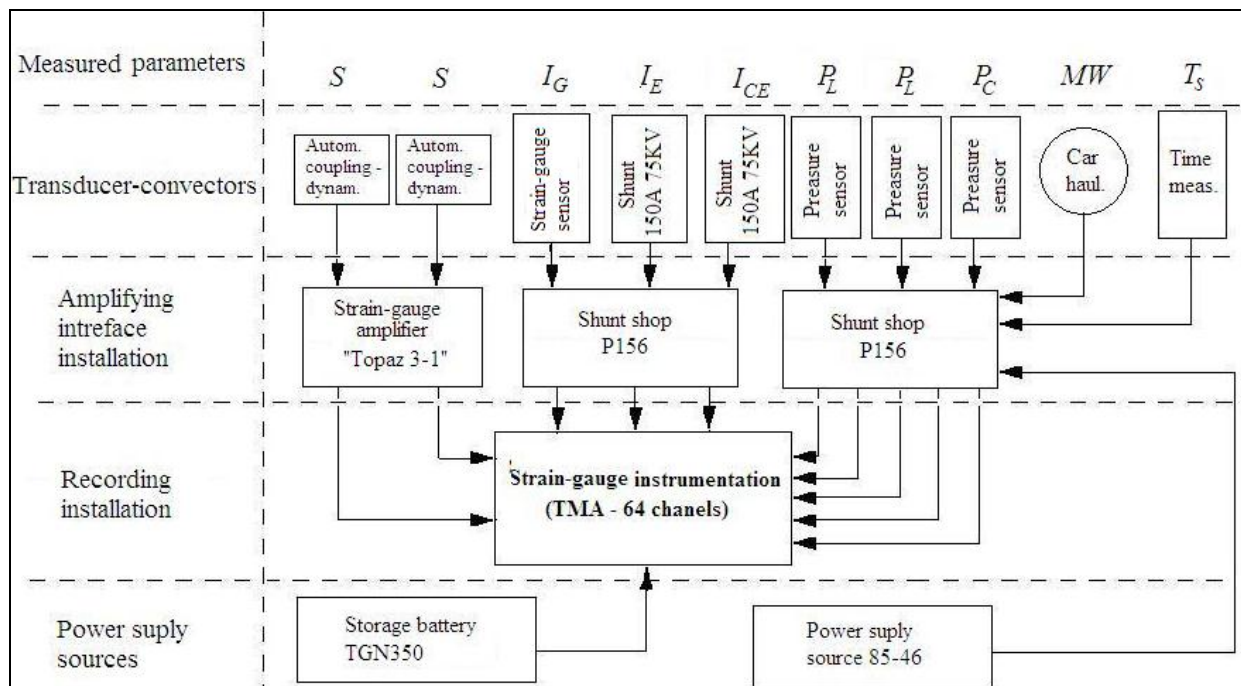 Measured parameters
S S I_G I_E I_CE P_L P_L P_C MW T_S
Transducer-convectors
Autom.
coupling -
dynam.
Autom.
coupling -
dynam.
Strain-gauge
sensor
Shunt
150A 75KV
Shunt
150A 75KV
Preasure
sensor
Preasure
sensor
Preasure
sensor
Car
haul.
Time
meas.
Amplifying
intreface
installation
Strain-gauge
amplifier
"Topaz 3-1"
Shunt shop
P156
Shunt shop
P156
Recording
installation
Strain-gauge instrumentation
(TMA - 64 chanels)
Power suply
sources
Storage battery
TGN350
Power suply
source 85-46